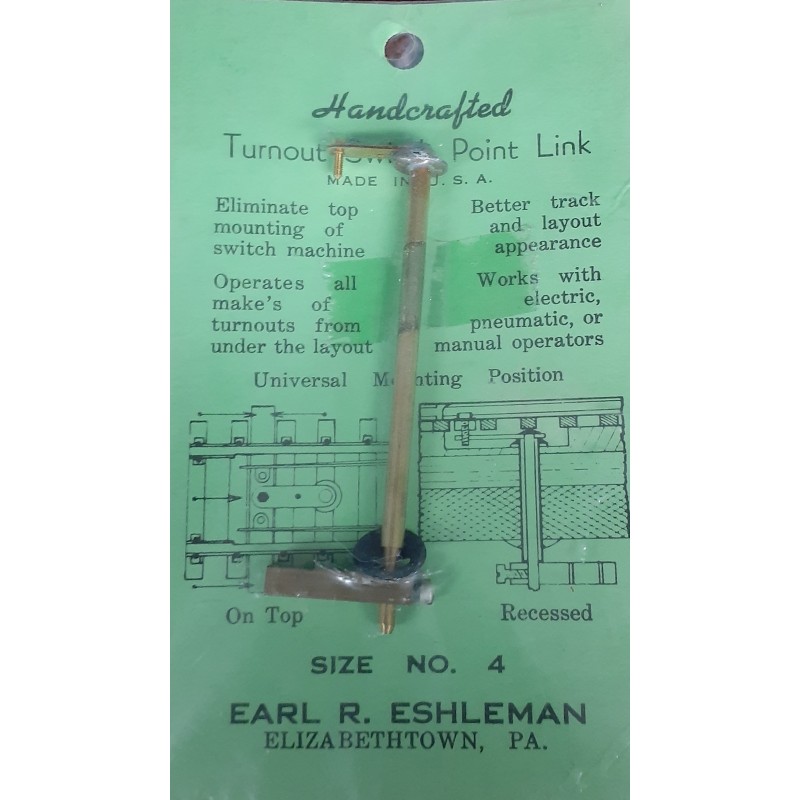 Handcrafted
Turnout Point Link
MADE IN U. S. A.
Eliminate top
mounting of
switch machine
Better track
and layout
appearance
Operates all
make's of
turnouts from
under the layout
Works with
electric,
pneumatic, or
manual operators
Universal Mounting Position
On Top
Recessed
SIZE NO. 4
EARL R. ESHLEMAN
ELIZABETHTOWN, PA.